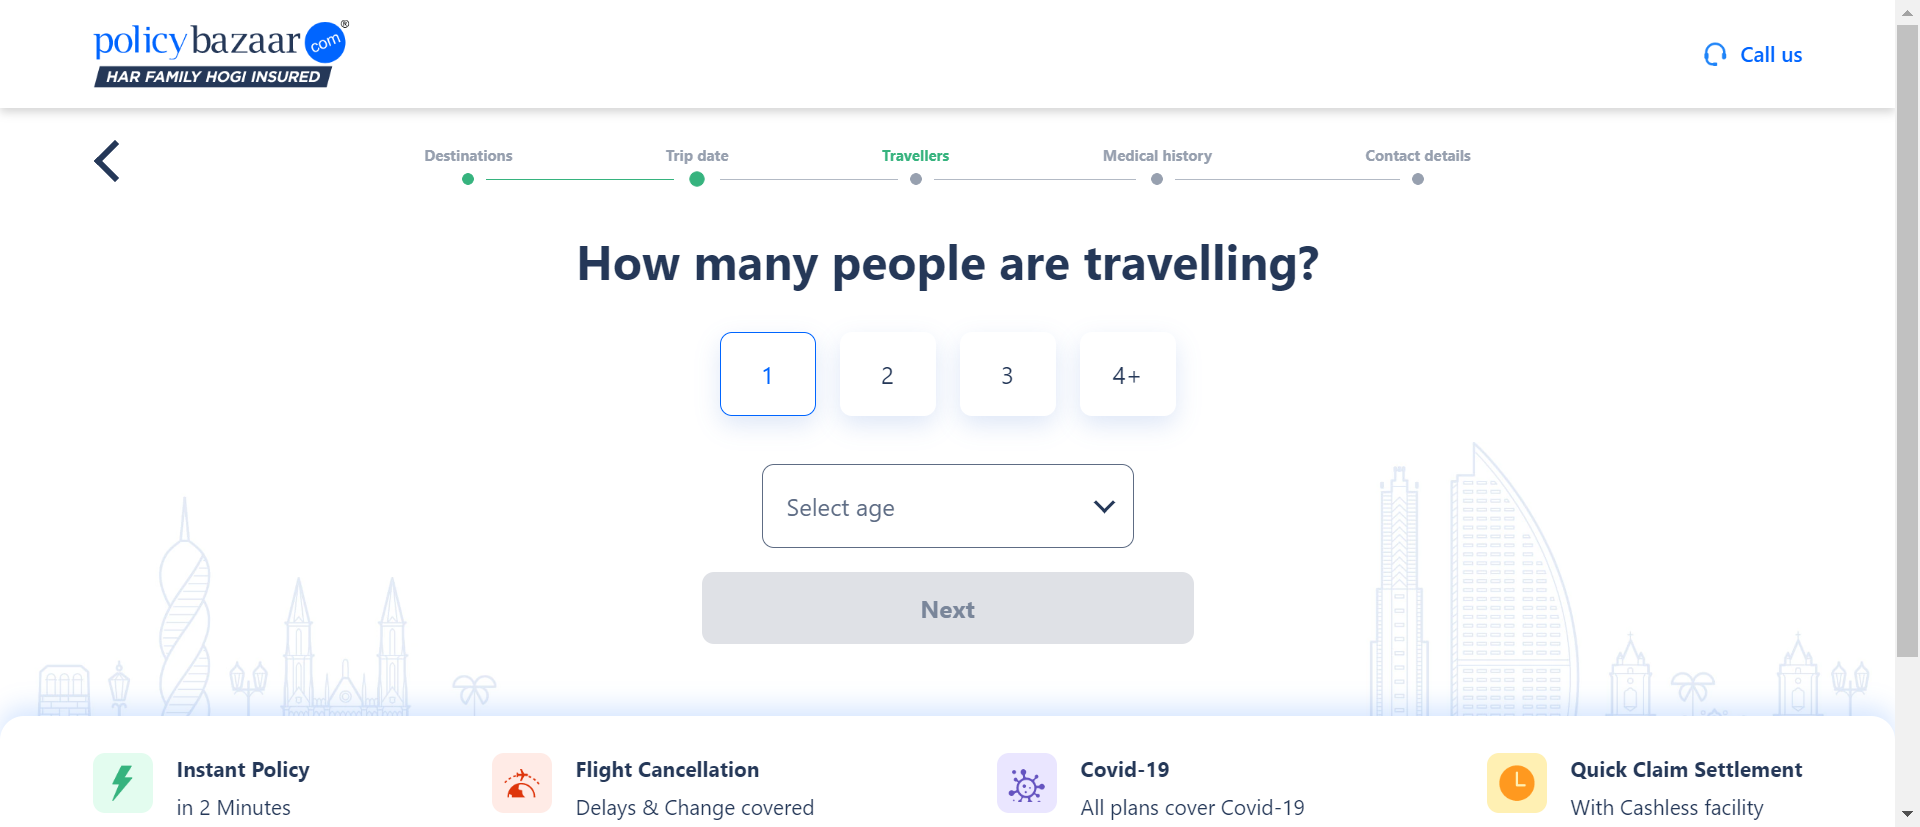 policybazaar com ®
HAR FAMILY HOGI INSURED
Call us
Destinations
Trip date
Travellers
Medical history
Contact details
How many people are travelling?
1
2
3
4+
Select age
Next
Instant Policy
in 2 Minutes
Flight Cancellation
Delays & Change covered
Covid-19
All plans cover Covid-19
Quick Claim Settlement
With Cashless facility